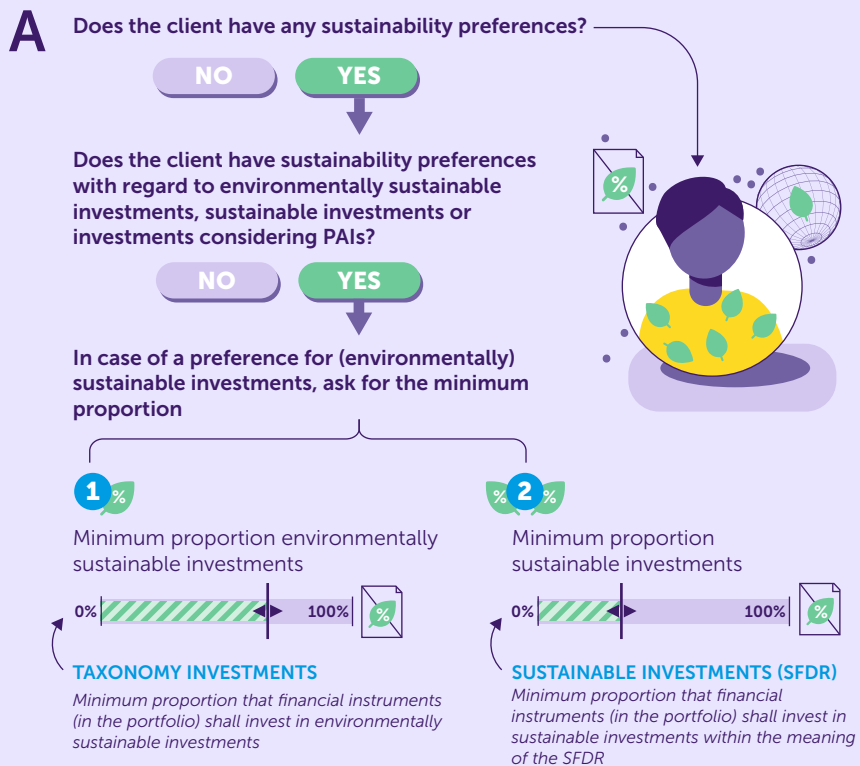 A
Does the client have any sustainability preferences?
NO
YES
Does the client have sustainability preferences
with regard to environmentally sustainable
investments, sustainable investments or
investments considering PAIs?
NO
YES
In case of a preference for (environmentally)
sustainable investments, ask for the minimum
proportion
1
%
Minimum proportion environmentally
sustainable investments
0%
100%
%
TAXONOMY INVESTMENTS
Minimum proportion that financial instruments
(in the portfolio) shall invest in environmentally
sustainable investments
%
2
%
Minimum proportion
sustainable investments
0%
100%
%
SUSTAINABLE INVESTMENTS (SFDR)
Minimum proportion that financial
instruments (in the portfolio) shall invest in
sustainable investments within the meaning
of the SFDR
%